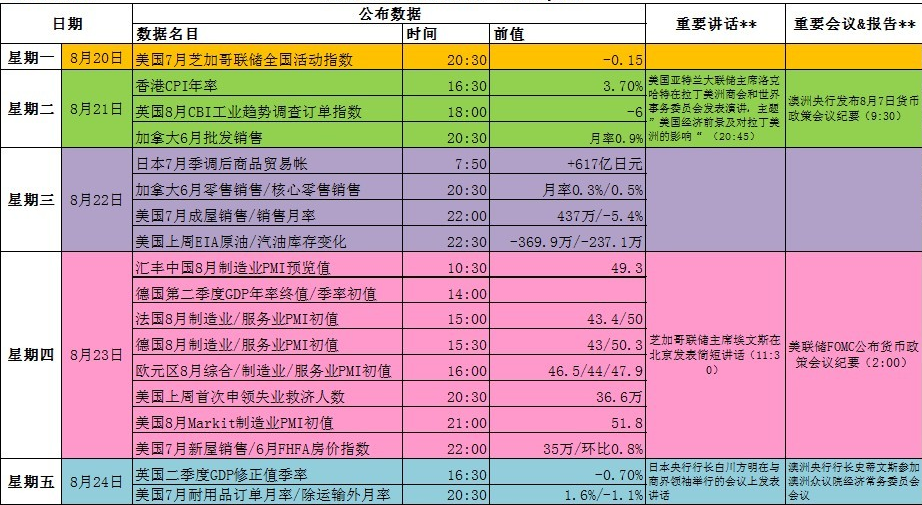 日期 公布数据 重要讲话** 重要会议&报告**
数据名目 时间 前值
星期一 8月20日 美国7月芝加哥联储全国活动指数 20:30 -0.15
星期二 8月21日
香港CPI年率 16:30 3.70%
英国8月CBI工业趋势调查订单指数 18:00 -6
加拿大6月批发销售 20:30 月率0.9%
美国亚特兰大联储主席洛克
哈特在拉丁美洲商会和世界
事务委员会发表演讲，主题
”美国经济前景及对拉丁美
洲的影响“（20:45）
澳洲央行发布8月7日货币
政策会议纪要（9:30）
星期三 8月22日
日本7月季调后商品贸易帐 7:50 +617亿日元
加拿大6月零售销售/核心零售销售 20:30 月率0.3%/0.5%
美国7月成屋销售/销售月率 22:00 437万/-5.4%
美国上周EIA原油/汽油库存变化 22:30 -369.9万/-237.1万
星期四 8月23日
汇丰中国8月制造业PMI预览值 10:30 49.3
德国第二季度GDP年率终值/季率初值 14:00
法国8月制造业/服务业PMI初值 15:00 43.4/50
德国8月制造业/服务业PMI初值 15:30 43/50.3
欧元区8月综合/制造业/服务业PMI初值 16:00 46.5/44/47.9
美国上周首次申领失业救济人数 20:30 36.6万
美国8月Markit制造业PMI初值 21:00 51.8
美国7月新屋销售/6月FHFA房价指数 22:00 35万/环比0.8%
芝加哥联储主席埃文斯在
北京发表简短讲话（11:3
0）
美联储FOMC公布货币政
策会议纪要（2:00）
星期五 8月24日
英国二季度GDP修正值季率 16:30 -0.70%
美国7月耐用品订单月率/除运输外月率 20:30 1.6%/-1.1%
日本央行行长白川方明在与
商界领袖举行的会议上发表
讲话
澳洲央行行长史蒂文斯参加
澳洲众议院经济常务委员会
会议